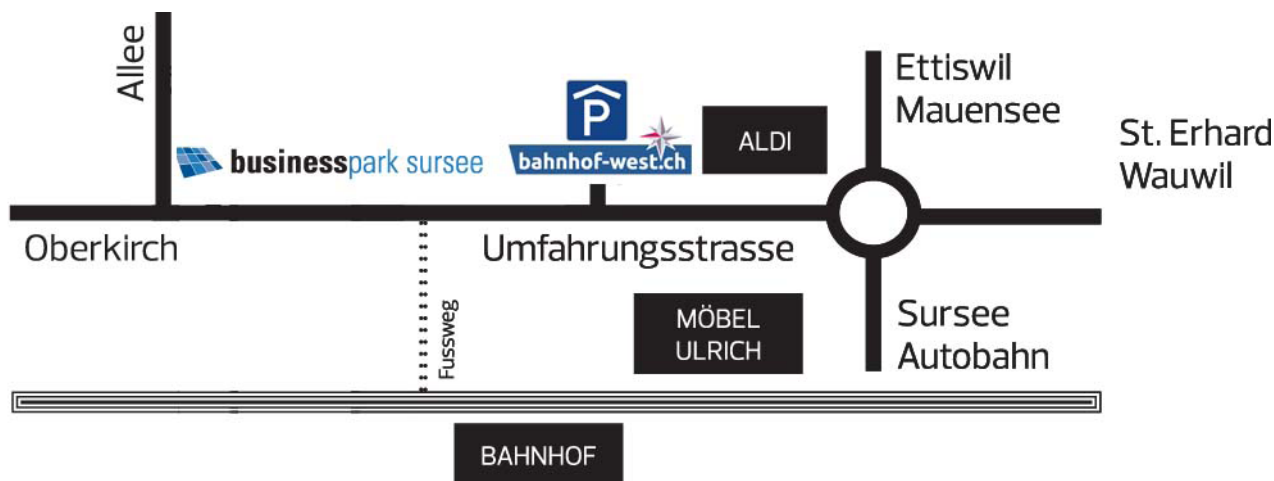 Allee
businesspark sursee
P
bahnhof-west.ch
ALDI
Ettiswil
Mauensee
St. Erhard
Wauwil
Oberkirch
Umfahrungsstrasse
Fussweg
MÖBEL
ULRICH
Sursee
Autobahn
BAHNHOF